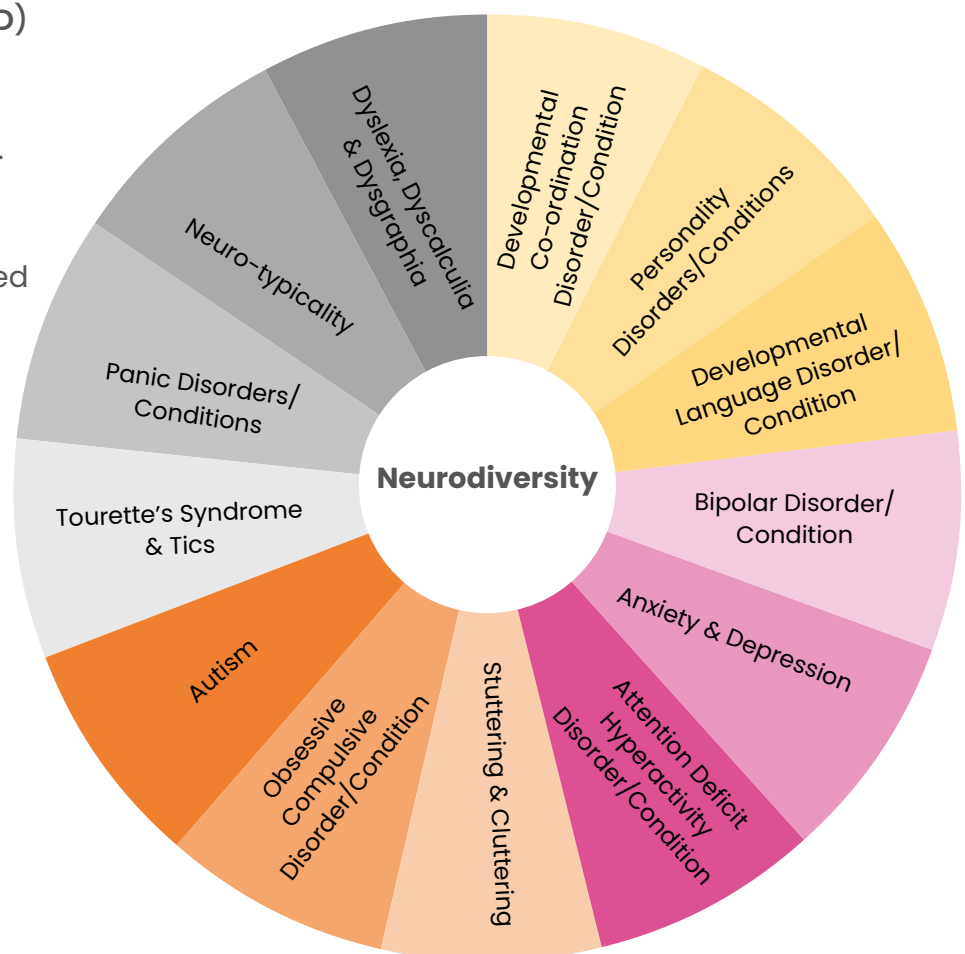 D)
.
ed
Developmental
Co-ordination
Disorder/Condition
Personality
Disorders/Conditions
Developmental
Language Disorder/
Condition
Bipolar Disorder/
Condition
Anxiety & Depression
Attention Deficit
Hyperactivity
Disorder/Condition
Stuttering & Cluttering
Obsessive
Compulsive
Disorder/Condition
Autism
Tourette’s Syndrome
& Tics
Panic Disorders/
Conditions
Neuro-typicality
Dyslexia, Dyscalculia
& Dysgraphia
Neurodiversity